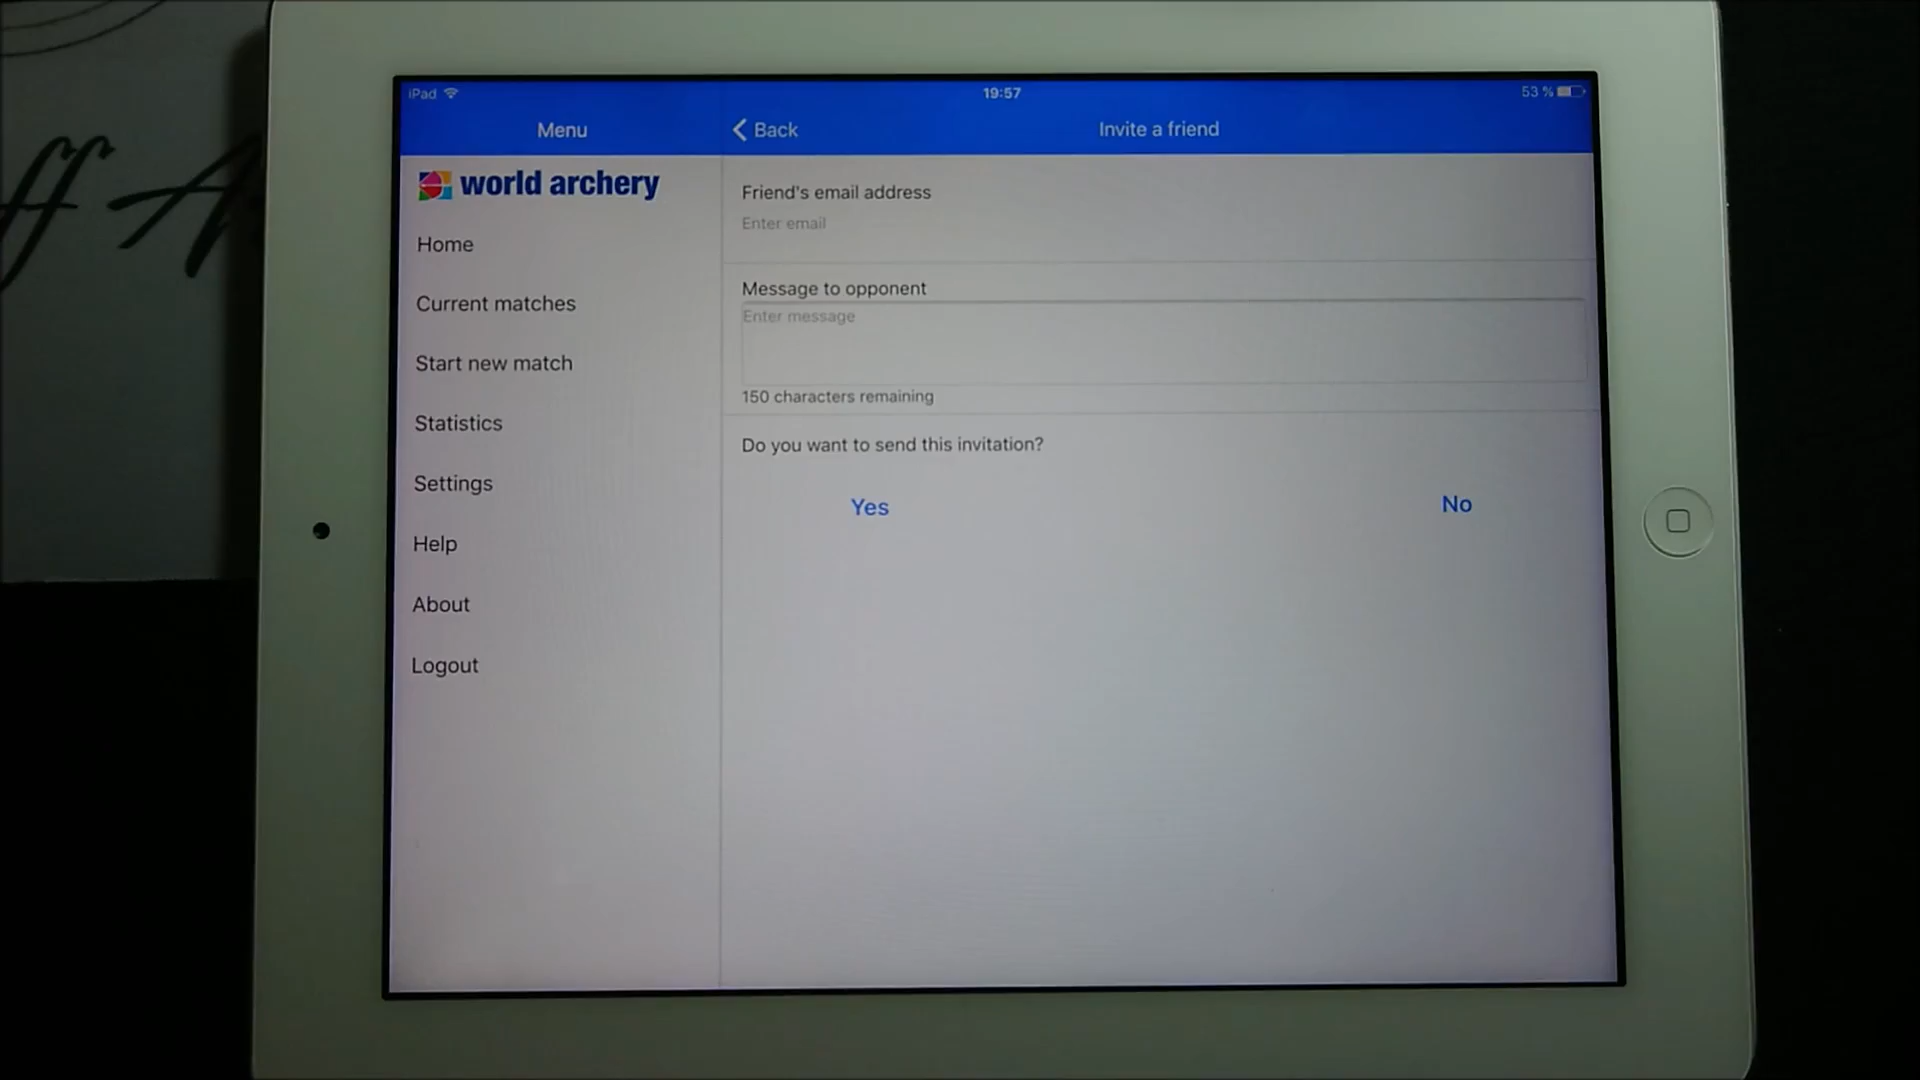 iPad
19:57
53 %
Menu
Back
Invite a friend
world archery
Home
Current matches
Start new match
Statistics
Settings
Help
About
Logout
Friend's email address
Enter email
Message to opponent
Enter message
150 characters remaining
Do you want to send this invitation?
Yes
No